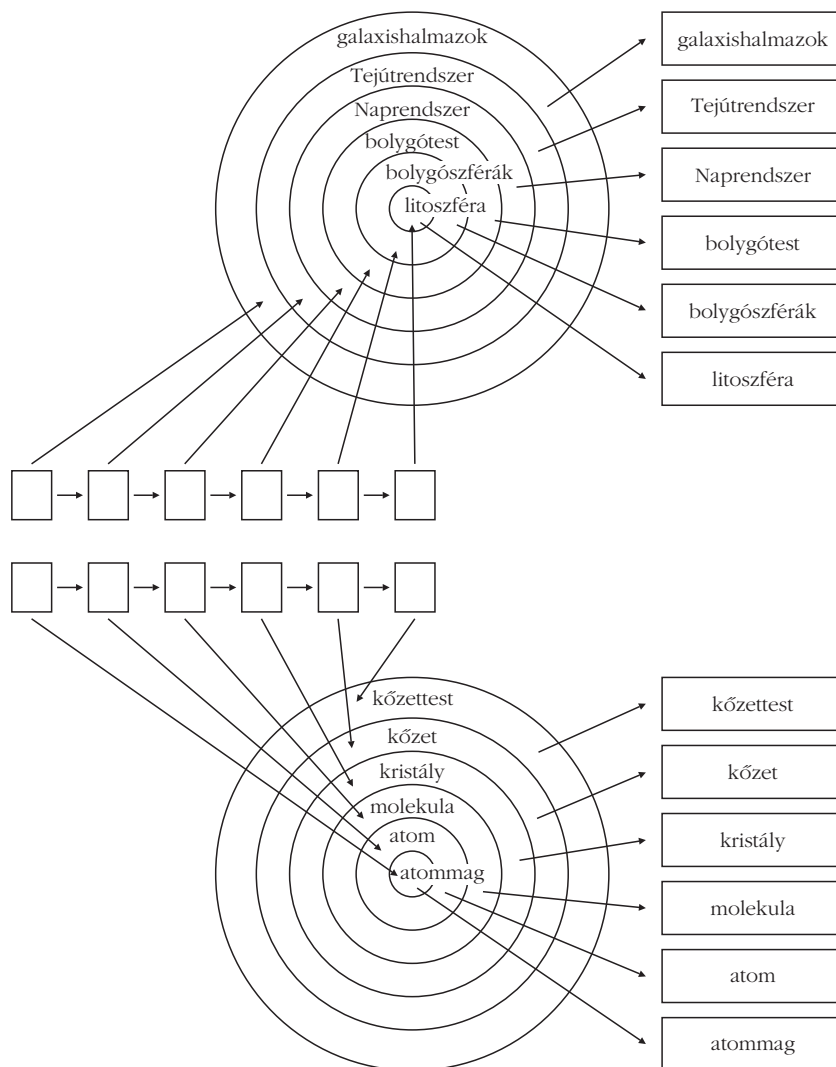 galaxishalmazok
Tejútrendszer
Naprendszer
bolygótest
bolygószférák
litoszféra
galaxishalmazok
Tejútrendszer
Naprendszer
bolygótest
bolygószférák
litoszféra
kőzettest
kőzet
kristály
molekula
atom
atommag
kőzettest
kőzet
kristály
molekula
atom
atommag